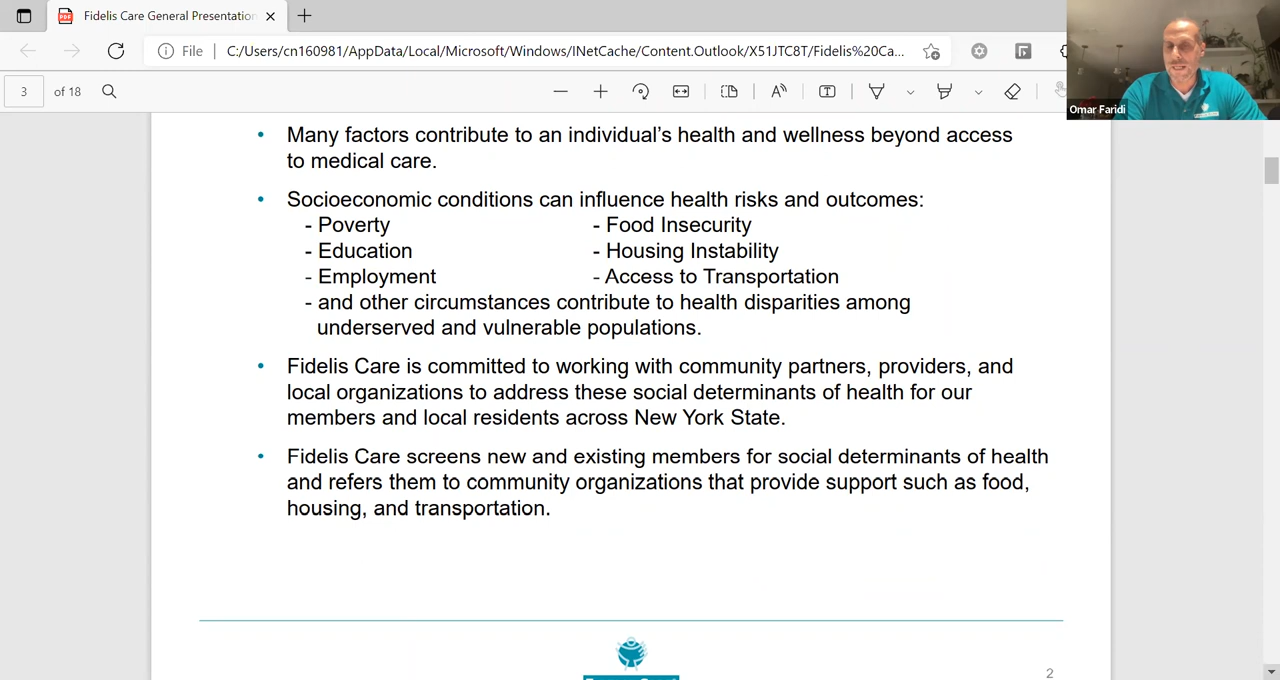 Fidelis Care General Presentation
File
C:/Users/cn160981/AppData/Local/Microsoft/Windows/INetCache/Content.Outlook/X51JTC8T/Fidelis%20Ca...
3 of 18
Omar Faridi
• Many factors contribute to an individual's health and wellness beyond access
to medical care.
• Socioeconomic conditions can influence health risks and outcomes:
- Poverty - Food Insecurity
- Education - Housing Instability
- Employment - Access to Transportation
- and other circumstances contribute to health disparities among
underserved and vulnerable populations.
• Fidelis Care is committed to working with community partners, providers, and
local organizations to address these social determinants of health for our
members and local residents across New York State.
• Fidelis Care screens new and existing members for social determinants of health
and refers them to community organizations that provide support such as food,
housing, and transportation.
2